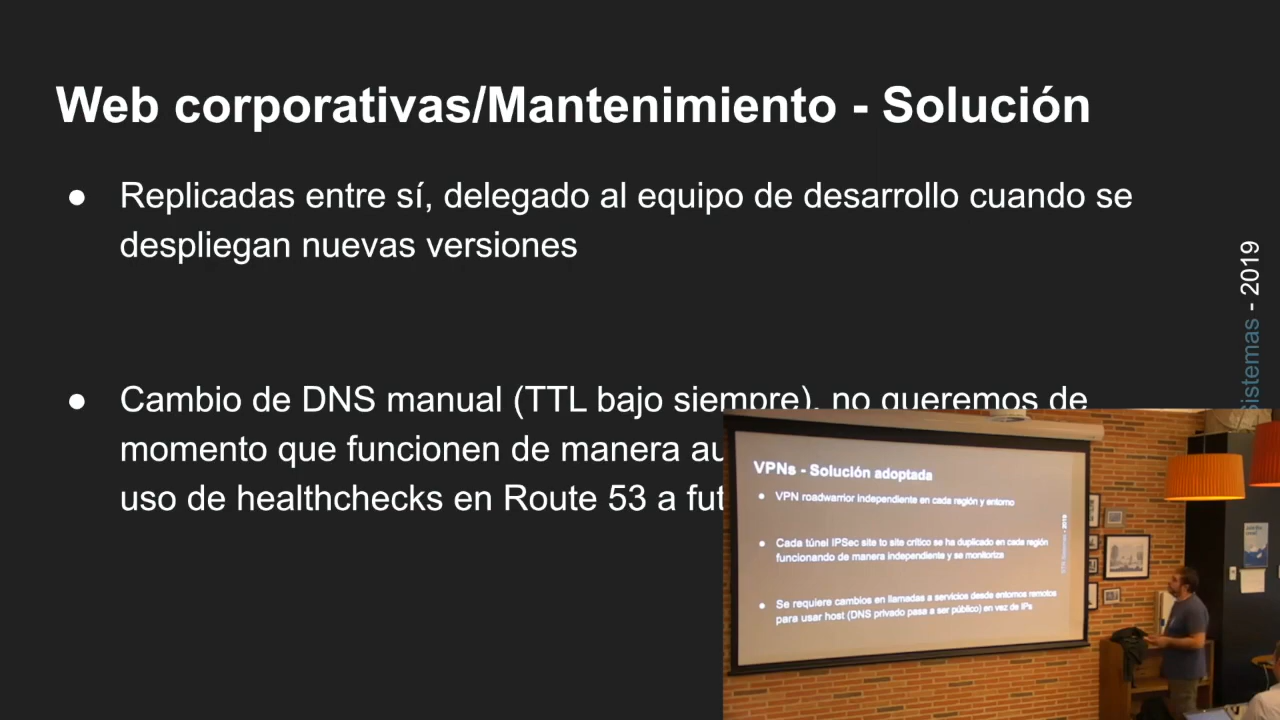 Web corporativas/Mantenimiento - Solución
● Replicadas entre sí, delegado al equipo de desarrollo cuando se
despliegan nuevas versiones
● Cambio de DNS manual (TTL bajo siempre), no queremos de
momento que funcionen de manera au
uso de healthchecks en Route 53 a fut
Sistemas - 2019
VPNs - Solución adoptada
● VPN roadwarrior independiente en cada región y entorno
● Cada túnel IPSec site to site crítico se ha duplicado en cada región
funcionando de manera independiente y se monitoriza
● Se requiere cambios en llamadas a servicios desde entornos remotos
para usar host (DNS privado pasa a ser público) en vez de IPs